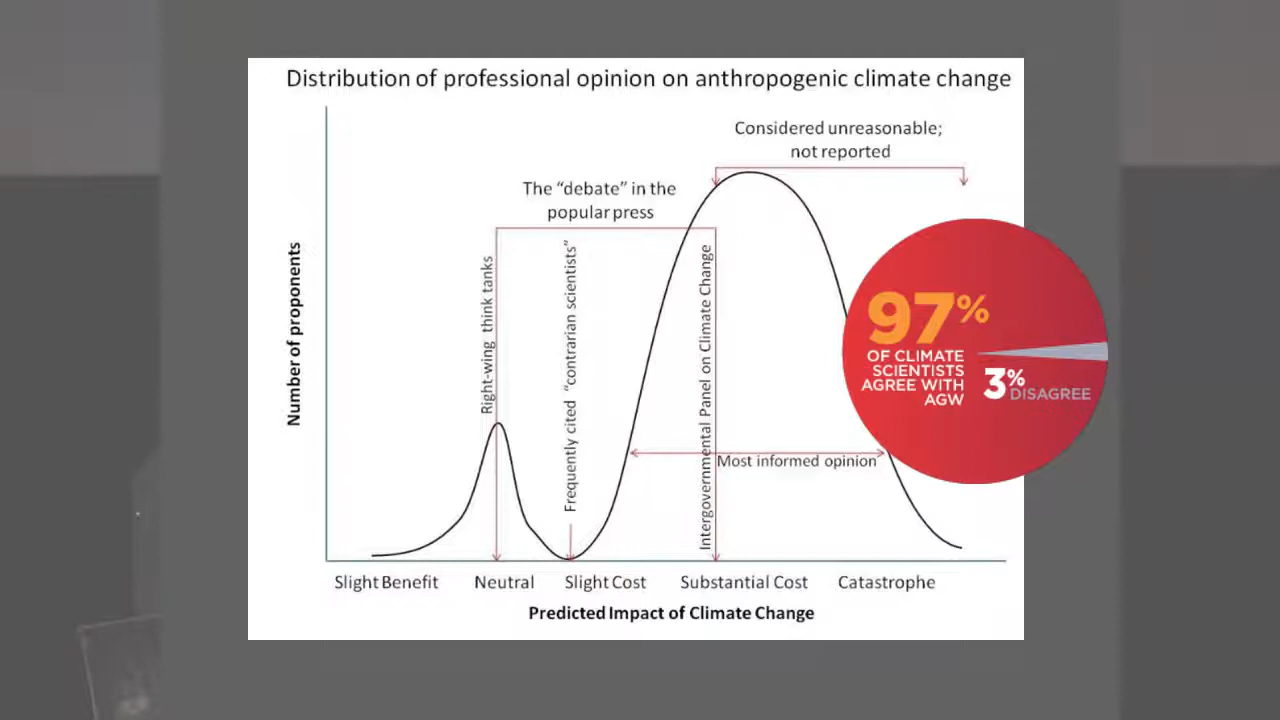 Distribution of professional opinion on anthropogenic climate change
Considered unreasonable;
not reported
The “debate” in the
popular press
Number of proponents
Right-wing think tanks
Frequently cited “contrarian scientists”
Intergovernmental Panel on Climate Change
Most informed opinion
97%
OF CLIMATE
SCIENTISTS
AGREE WITH
AGW
3%
DISAGREE
Slight Benefit
Neutral
Slight Cost
Substantial Cost
Catastrophe
Predicted Impact of Climate Change